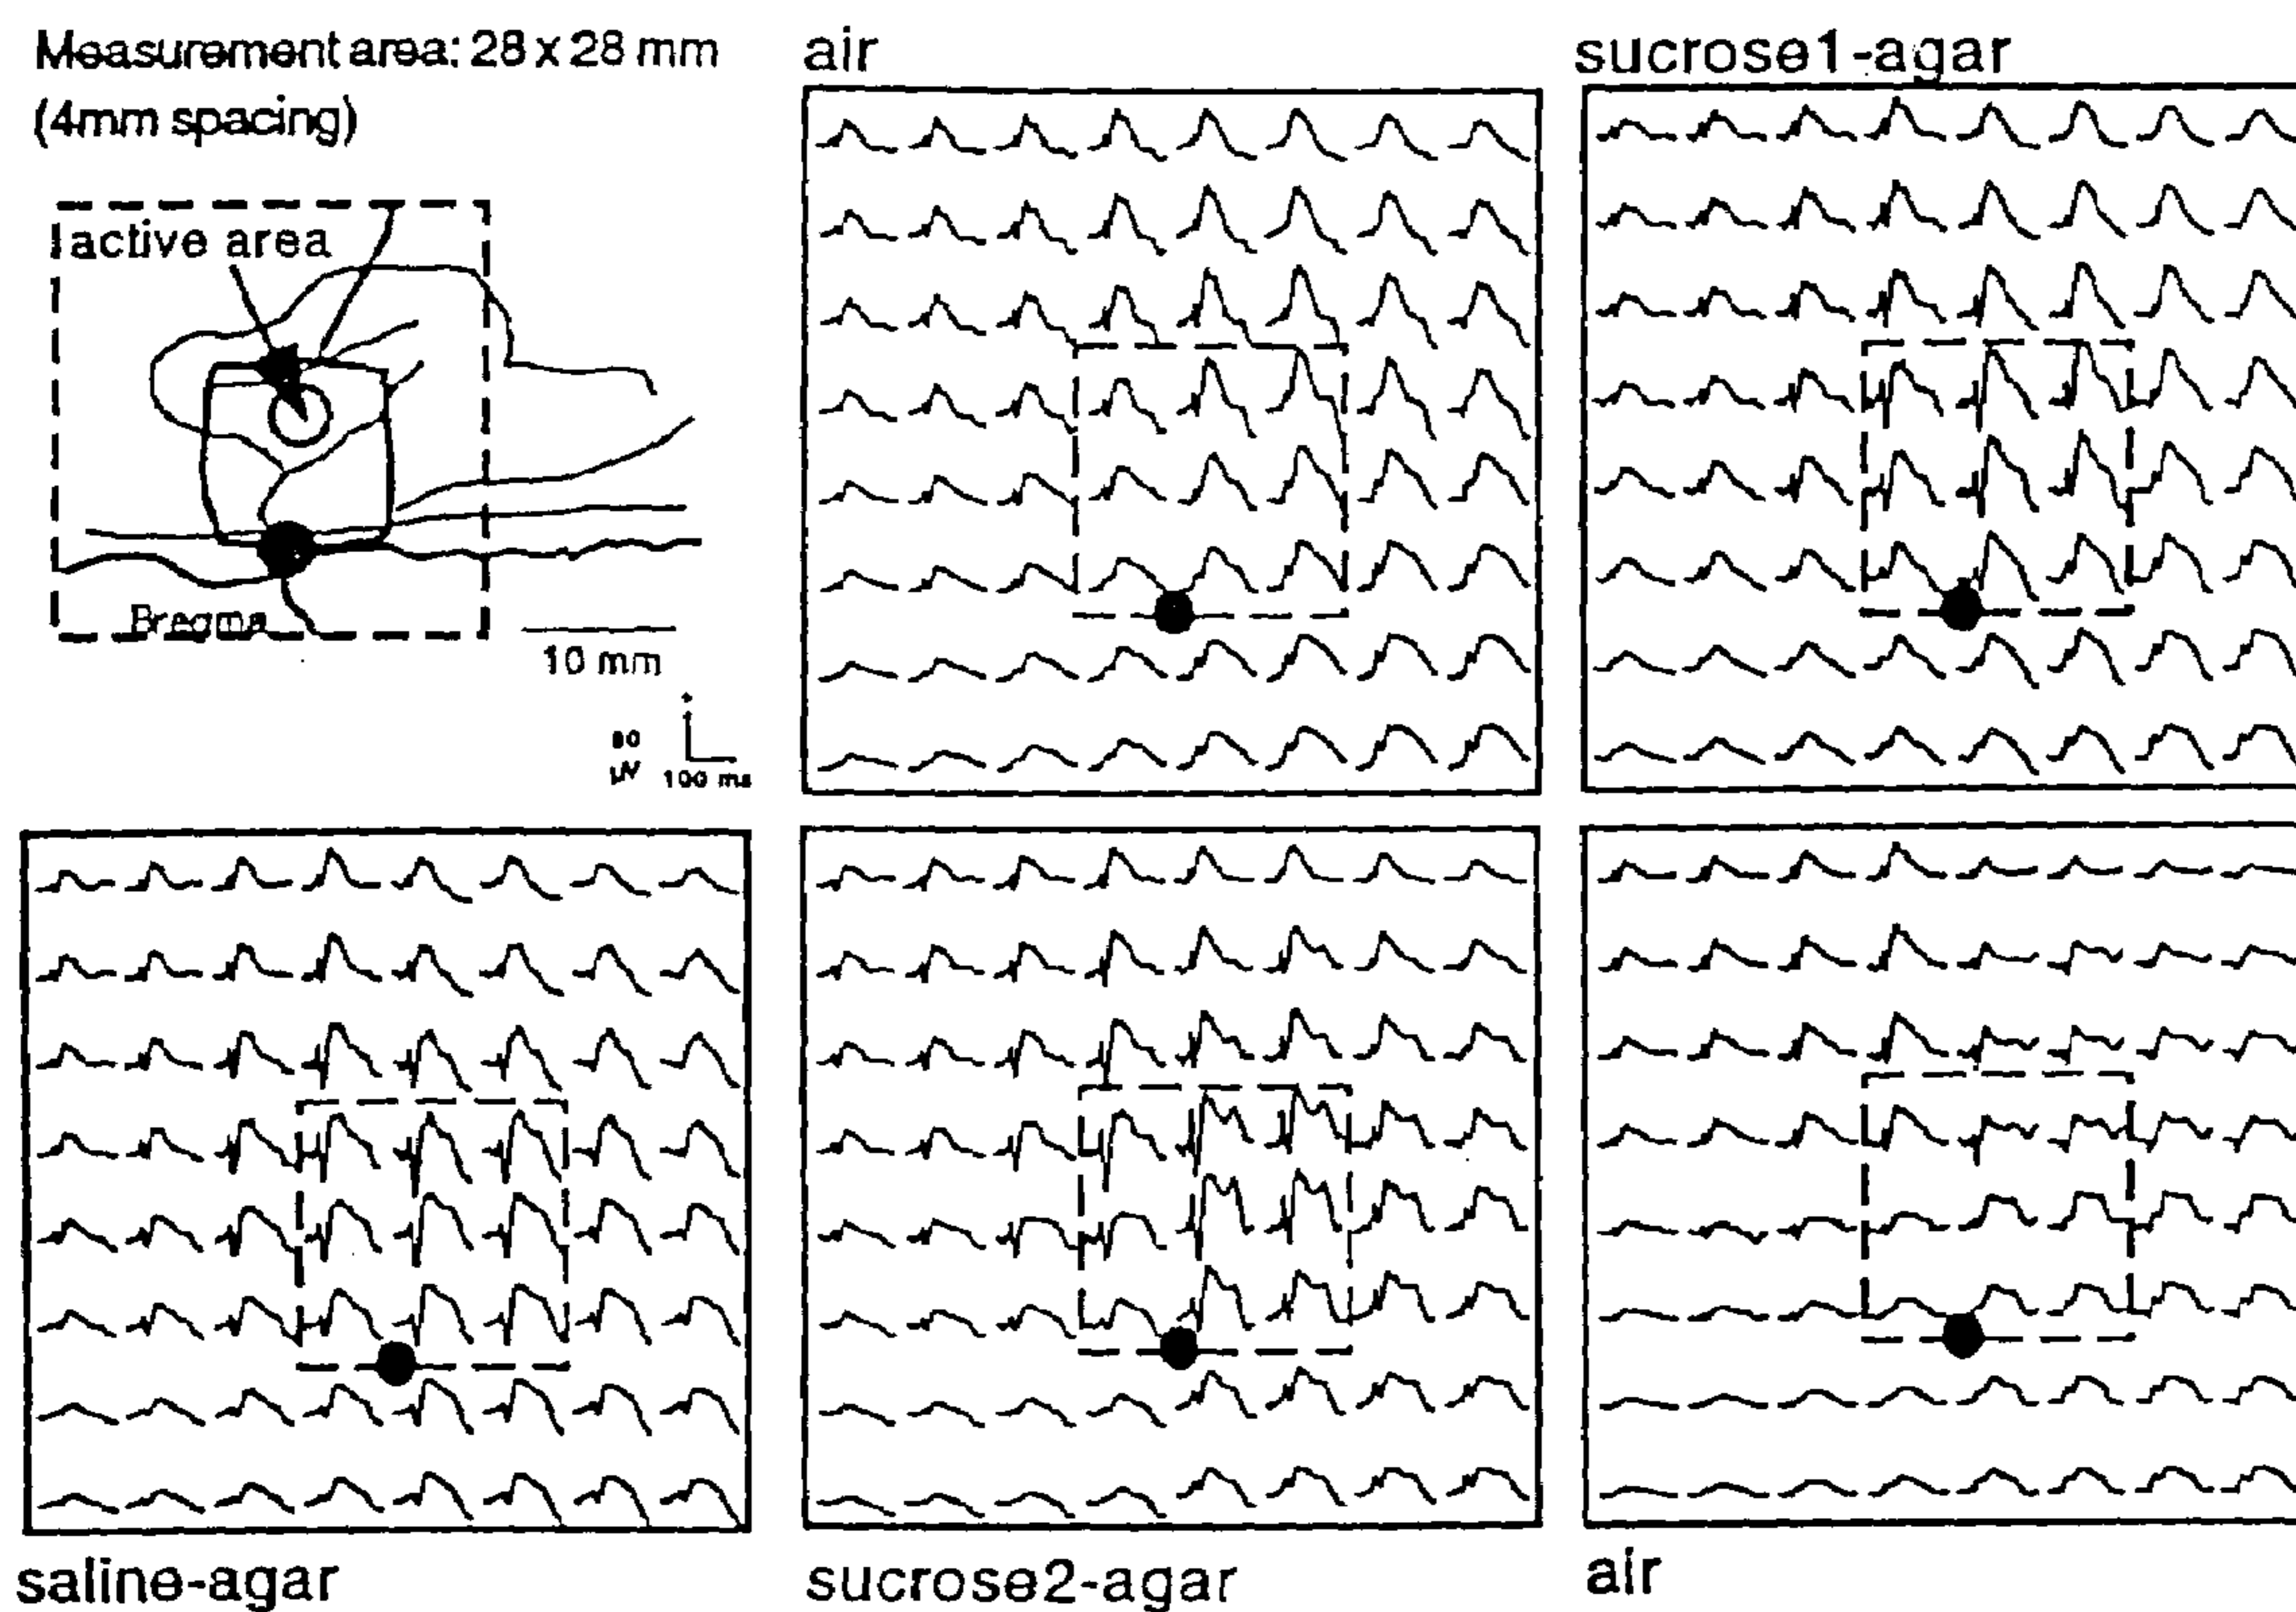 Measurement area: 28 x 28 mm
(4mm spacing)
air
sucrose1-agar
active area
Bregma
10 mm
µV
100 ms
saline-agar
sucrose2-agar
air